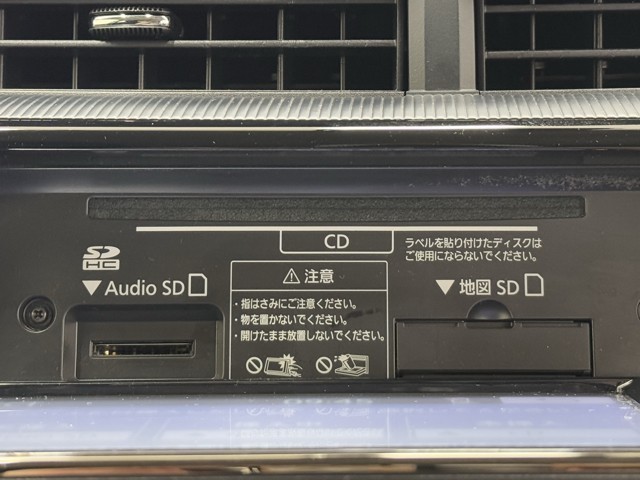 CD
ラベルを貼り付けたディスクは
ご使用にならないでください。
SD
HC
▼Audio SD
⚠注意
・指はさみにご注意ください。
・物を置かないでください。
・開けたまま放置しないでください。
▼地図 SD